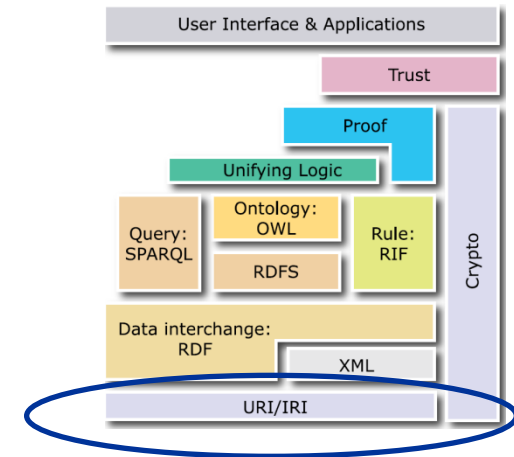 User Interface & Applications
Trust
Proof
Unifying Logic
Query:
SPARQL
Ontology:
OWL
Rule:
RIF
RDFS
Crypto
Data interchange:
RDF
XML
URI/IRI